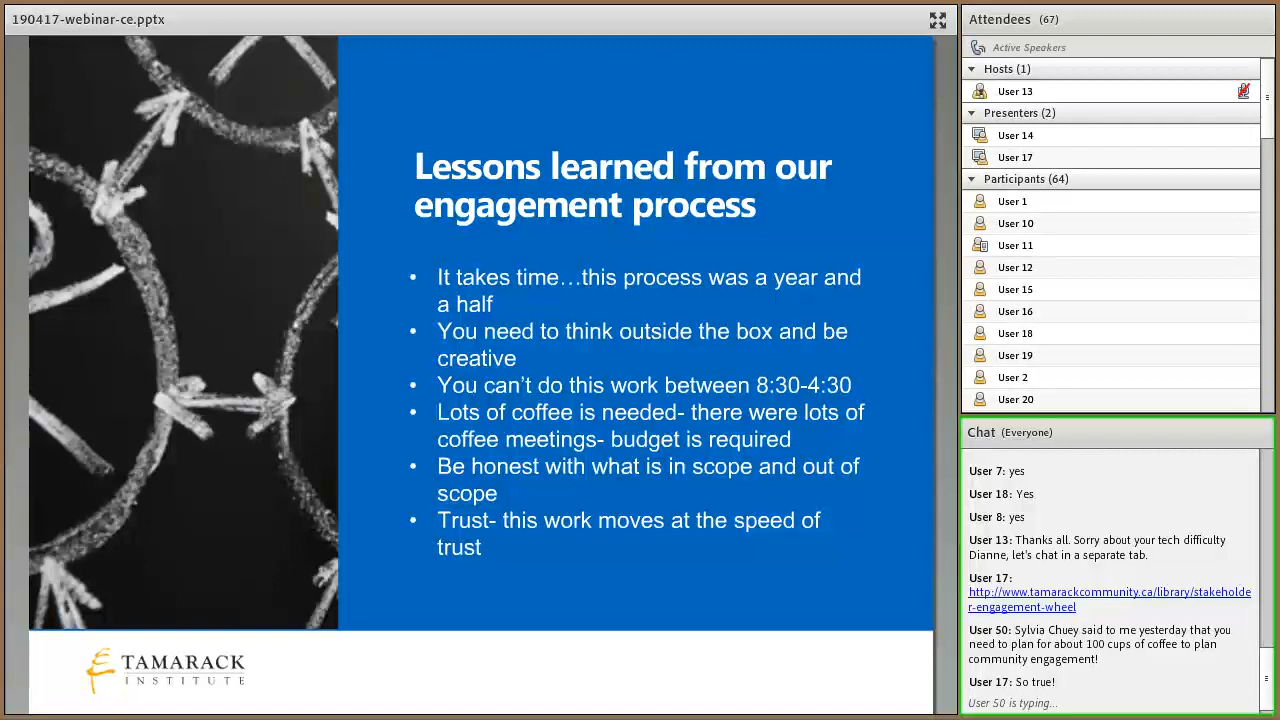 190417-webinar-ce.pptx
Lessons learned from our
engagement process
• It takes time…this process was a year and
a half
• You need to think outside the box and be
creative
• You can’t do this work between 8:30-4:30
• Lots of coffee is needed- there were lots of
coffee meetings- budget is required
• Be honest with what is in scope and out of
scope
• Trust- this work moves at the speed of
trust
TAMARACK
INSTITUTE
Attendees (67)
Active Speakers
Hosts (1)
User 13
Presenters (2)
User 14
User 17
Participants (64)
User 1
User 10
User 11
User 12
User 15
User 16
User 18
User 19
User 2
User 20
Chat (Everyone)
User 7: yes
User 18: Yes
User 8: yes
User 13: Thanks all. Sorry about your tech difficulty
Dianne, let's chat in a separate tab.
User 17:
http://www.tamarackcommunity.ca/library/stakeholde
r-engagement-wheel
User 50: Sylvia Chuey said to me yesterday that you
need to plan for about 100 cups of coffee to plan
community engagement!
User 17: So true!
User 50 is typing...